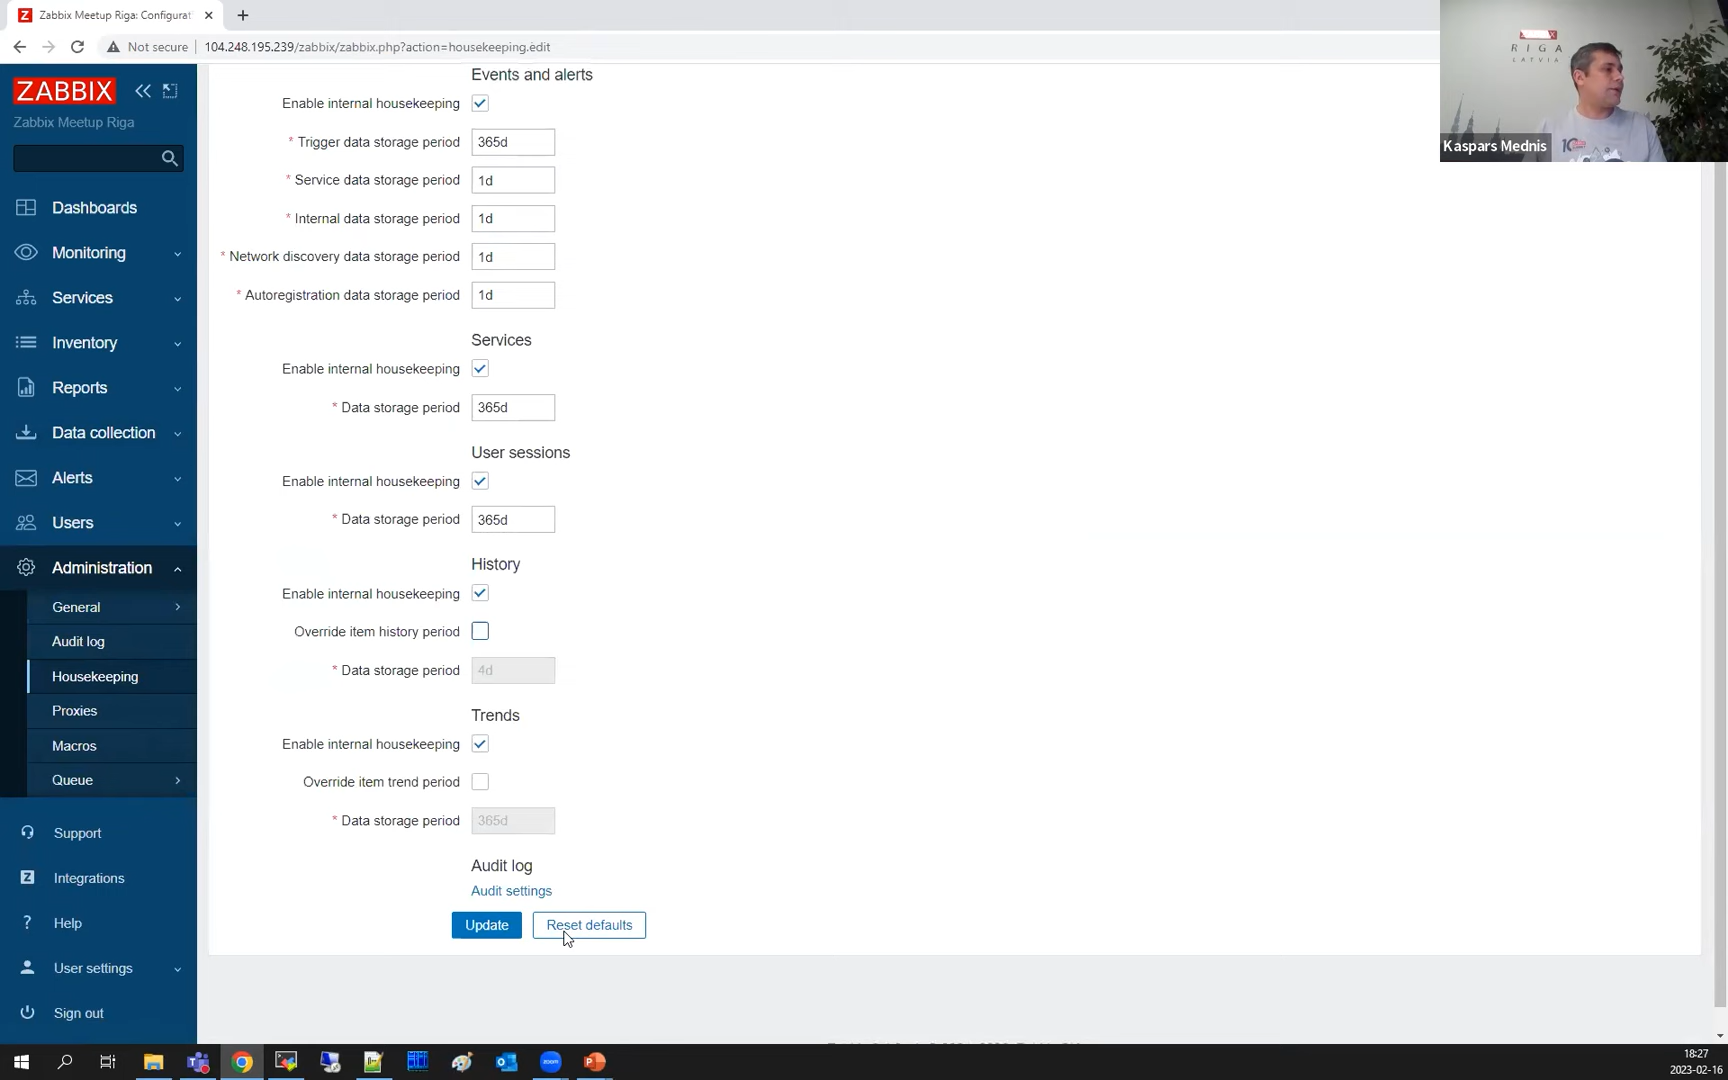 Zabbix Meetup Riga: Configurati
Not secure
104.248.195.239/zabbix/zabbix.php?action=housekeeping.edit
RIGA
LATVIA
Kaspars Mednis
ZABBIX
Zabbix Meetup Riga
Dashboards
Monitoring
Services
Inventory
Reports
Data collection
Alerts
Users
Administration
General
Audit log
Housekeeping
Proxies
Macros
Queue
Support
Integrations
Help
User settings
Sign out
Events and alerts
Enable internal housekeeping
* Trigger data storage period 365d
* Service data storage period 1d
* Internal data storage period 1d
* Network discovery data storage period 1d
* Autoregistration data storage period 1d
Services
Enable internal housekeeping
* Data storage period 365d
User sessions
Enable internal housekeeping
* Data storage period 365d
History
Enable internal housekeeping
Override item history period
* Data storage period 4d
Trends
Enable internal housekeeping
Override item trend period
* Data storage period 365d
Audit log
Audit settings
Update Reset defaults
18:27
2023-02-16